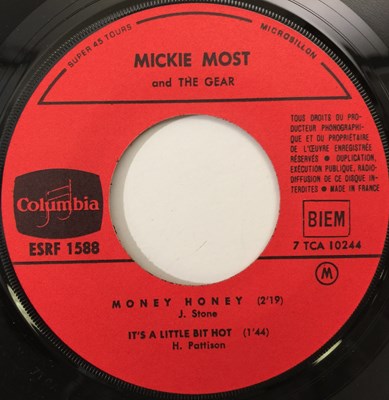 SUPER 45 TOURS
MICROSILLON
MICKIE MOST
and THE GEAR
TOUS DROITS DU PRO-
DUCTEUR PHONOGRAPHI-
QUE ET DU PROPRIÉTAIRE
DE L'ŒUVRE ENREGISTRÉE
RÉSERVÉS • DUPLICATION,
EXÉCUTION PUBLIQUE, RADIO-
DIFFUSION DE CE DISQUE IN-
TERDITES • MADE IN FRANCE
Columbia
ESRF 1588
BIEM
7 TCA 10244
M
MONEY HONEY (2'19)
J. Stone
IT'S A LITTLE BIT HOT (1'44)
H. Pattison